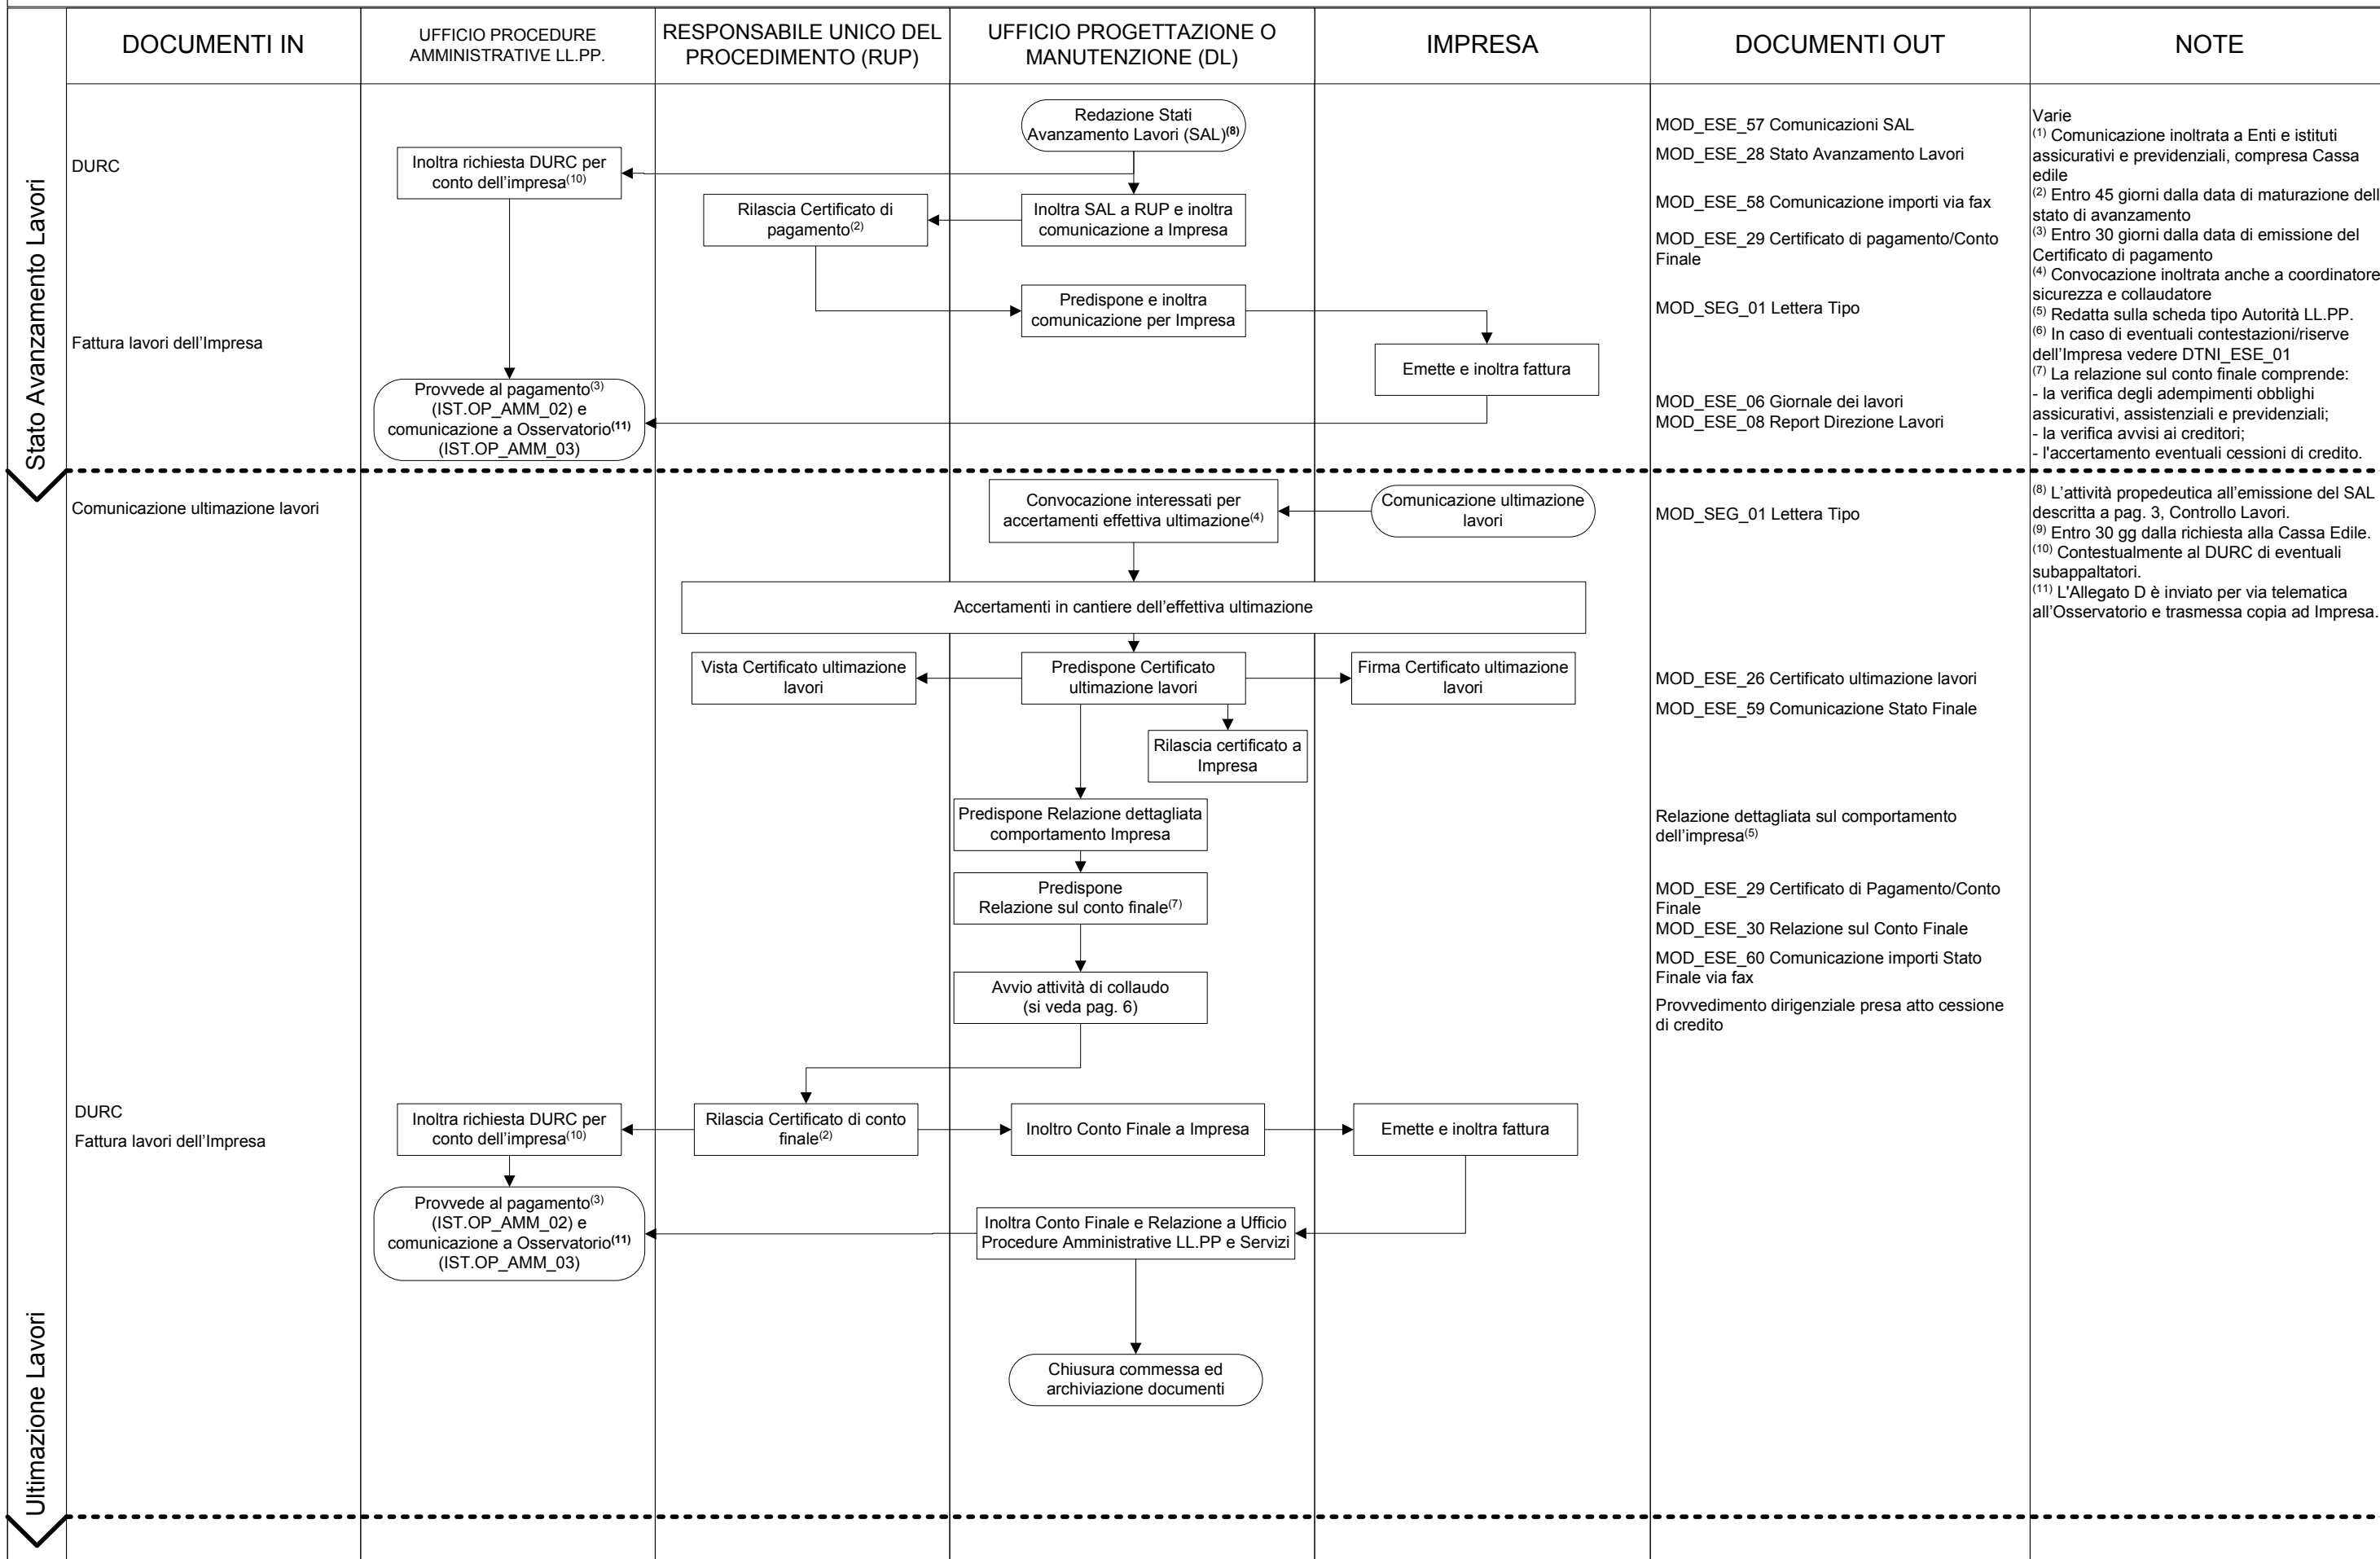 DOCUMENTI IN
UFFICIO PROCEDURE
AMMINISTRATIVE LL.PP.
RESPONSABILE UNICO DEL
PROCEDIMENTO (RUP)
UFFICIO PROGETTAZIONE O
MANUTENZIONE (DL)
IMPRESA
DOCUMENTI OUT
NOTE
Stato Avanzamento Lavori
DURC
Fattura lavori dell'Impresa
Redazione Stati
Avanzamento Lavori (SAL)(8)
Inoltra richiesta DURC per
conto dell'impresa(10)
Rilascia Certificato di
pagamento(2)
Inoltra SAL a RUP e inoltra
comunicazione a Impresa
Predispone e inoltra
comunicazione per Impresa
Emette e inoltra fattura
Provvede al pagamento(3)
(IST.OP_AMM_02) e
comunicazione a Osservatorio(11)
(IST.OP_AMM_03)
MOD_ESE_57 Comunicazioni SAL
MOD_ESE_28 Stato Avanzamento Lavori
MOD_ESE_58 Comunicazione importi via fax
MOD_ESE_29 Certificato di pagamento/Conto
Finale
MOD_SEG_01 Lettera Tipo
MOD_ESE_06 Giornale dei lavori
MOD_ESE_08 Report Direzione Lavori
Varie
(1) Comunicazione inoltrata a Enti e istituti
assicurativi e previdenziali, compresa Cassa
edile
(2) Entro 45 giorni dalla data di maturazione dell
stato di avanzamento
(3) Entro 30 giorni dalla data di emissione del
Certificato di pagamento
(4) Convocazione inoltrata anche a coordinatore
sicurezza e collaudatore
(5) Redatta sulla scheda tipo Autorità LL.PP.
(6) In caso di eventuali contestazioni/riserve
dell'Impresa vedere DTNI_ESE_01
(7) La relazione sul conto finale comprende:
- la verifica degli adempimenti obblighi
assicurativi, assistenziali e previdenziali;
- la verifica avvisi ai creditori;
- l'accertamento eventuali cessioni di credito.
(8) L'attività propedeutica all'emissione del SAL
descritta a pag. 3, Controllo Lavori.
(9) Entro 30 gg dalla richiesta alla Cassa Edile.
(10) Contestualmente al DURC di eventuali
subappaltatori.
(11) L'Allegato D è inviato per via telematica
all'Osservatorio e trasmessa copia ad Impresa.
Ultimazione Lavori
Comunicazione ultimazione lavori
Convocazione interessati per
accertamenti effettiva ultimazione(4)
Comunicazione ultimazione
lavori
MOD_SEG_01 Lettera Tipo
Accertamenti in cantiere dell'effettiva ultimazione
Vista Certificato ultimazione
lavori
Predispone Certificato
ultimazione lavori
Firma Certificato ultimazione
lavori
Rilascia certificato a
Impresa
MOD_ESE_26 Certificato ultimazione lavori
MOD_ESE_59 Comunicazione Stato Finale
Predispone Relazione dettagliata
comportamento Impresa
Relazione dettagliata sul comportamento
dell'impresa(5)
Predispone
Relazione sul conto finale(7)
MOD_ESE_29 Certificato di Pagamento/Conto
Finale
MOD_ESE_30 Relazione sul Conto Finale
MOD_ESE_60 Comunicazione importi Stato
Finale via fax
Provvedimento dirigenziale presa atto cessione
di credito
Avvio attività di collaudo
(si veda pag. 6)
DURC
Fattura lavori dell'Impresa
Inoltra richiesta DURC per
conto dell'impresa(10)
Rilascia Certificato di conto
finale(2)
Inoltro Conto Finale a Impresa
Emette e inoltra fattura
Provvede al pagamento(3)
(IST.OP_AMM_02) e
comunicazione a Osservatorio(11)
(IST.OP_AMM_03)
Inoltra Conto Finale e Relazione a Ufficio
Procedure Amministrative LL.PP e Servizi
Chiusura commessa ed
archiviazione documenti